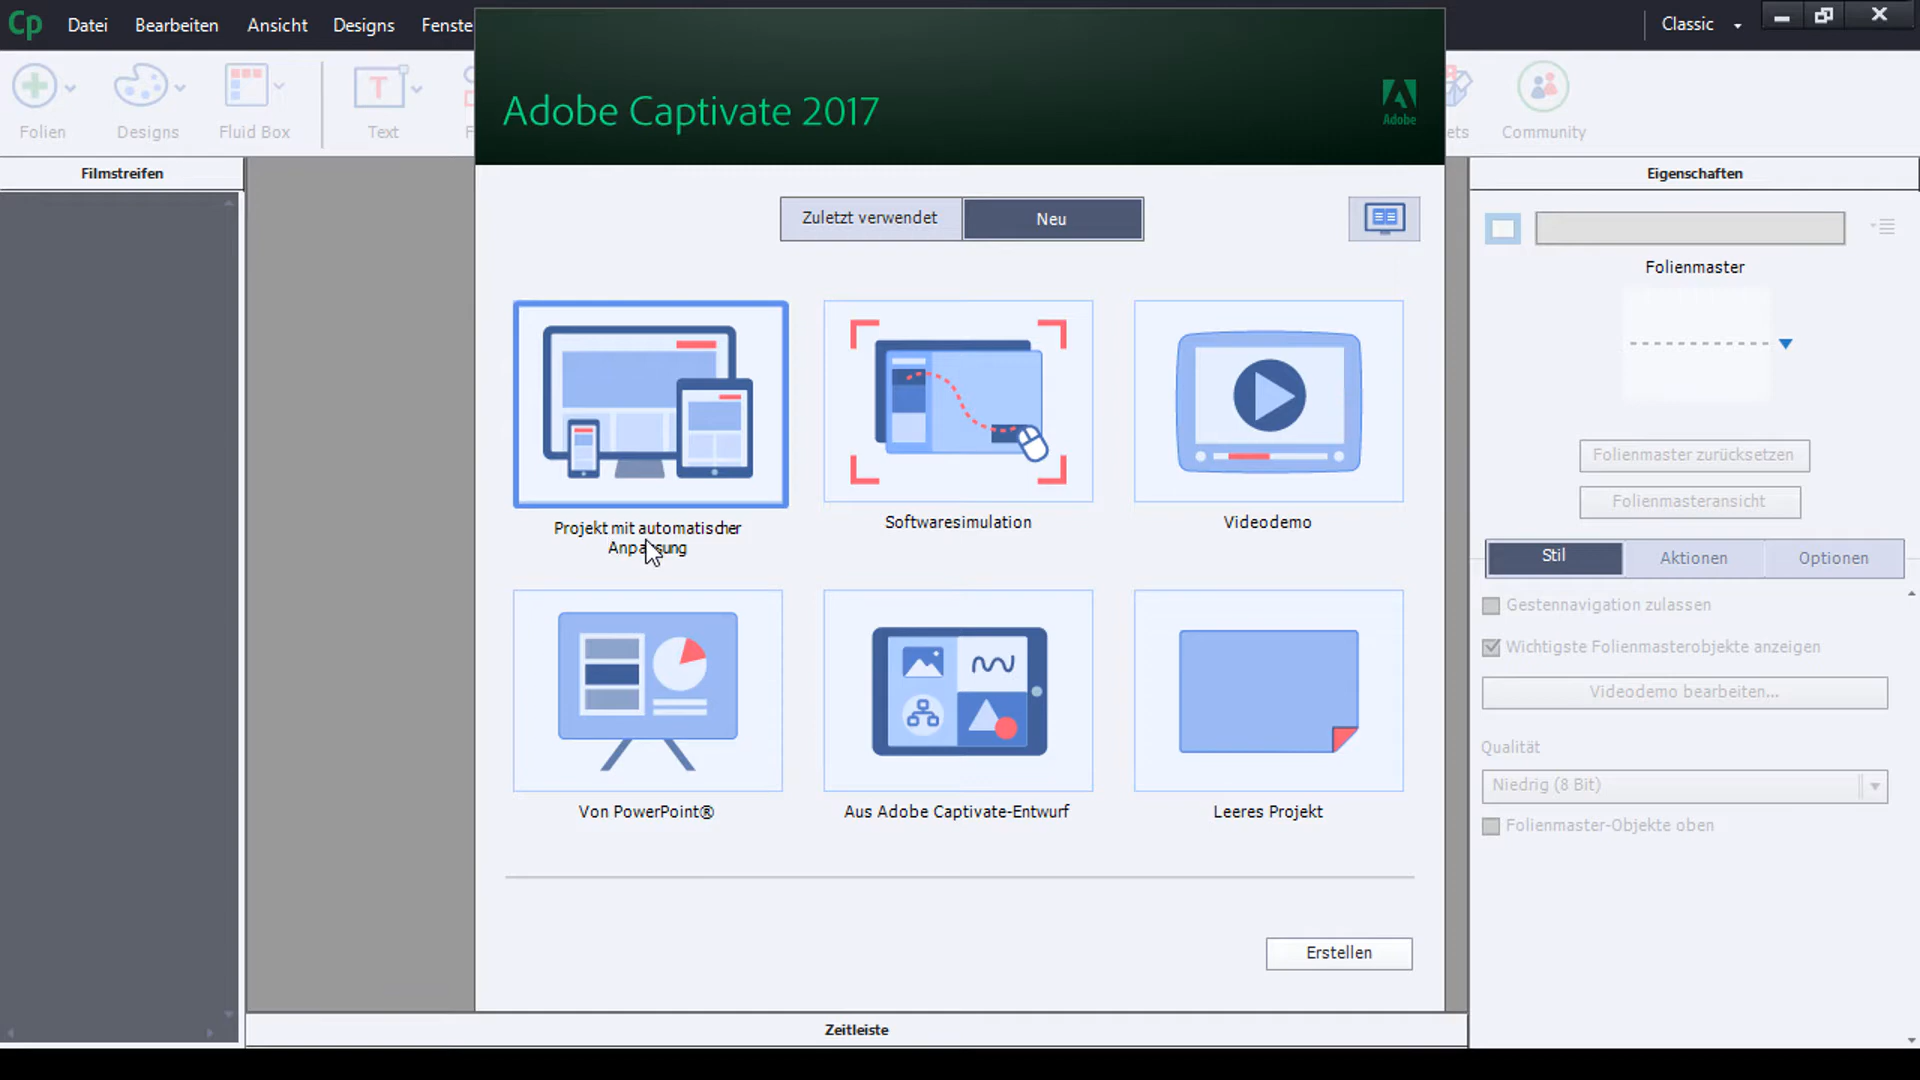 Cp Datei Bearbeiten Ansicht Designs Classic
Folien Designs Fluid Box Text Community
Adobe Captivate 2017
Adobe
Filmstreifen
Eigenschaften
Zuletzt verwendet Neu
Folienmaster
Folienmaster zurücksetzen
Folienmasteransicht
Projekt mit automatischer
Anpassung
Softwaresimulation
Videodemo
Stil Aktionen Optionen
Gestennavigation zulassen
Wichtigste Folienmasterobjekte anzeigen
Videodemo bearbeiten...
Qualität
Niedrig (8 Bit)
Folienmaster-Objekte oben
Von PowerPoint®
Aus Adobe Captivate-Entwurf
Leeres Projekt
Erstellen
Zeitleiste